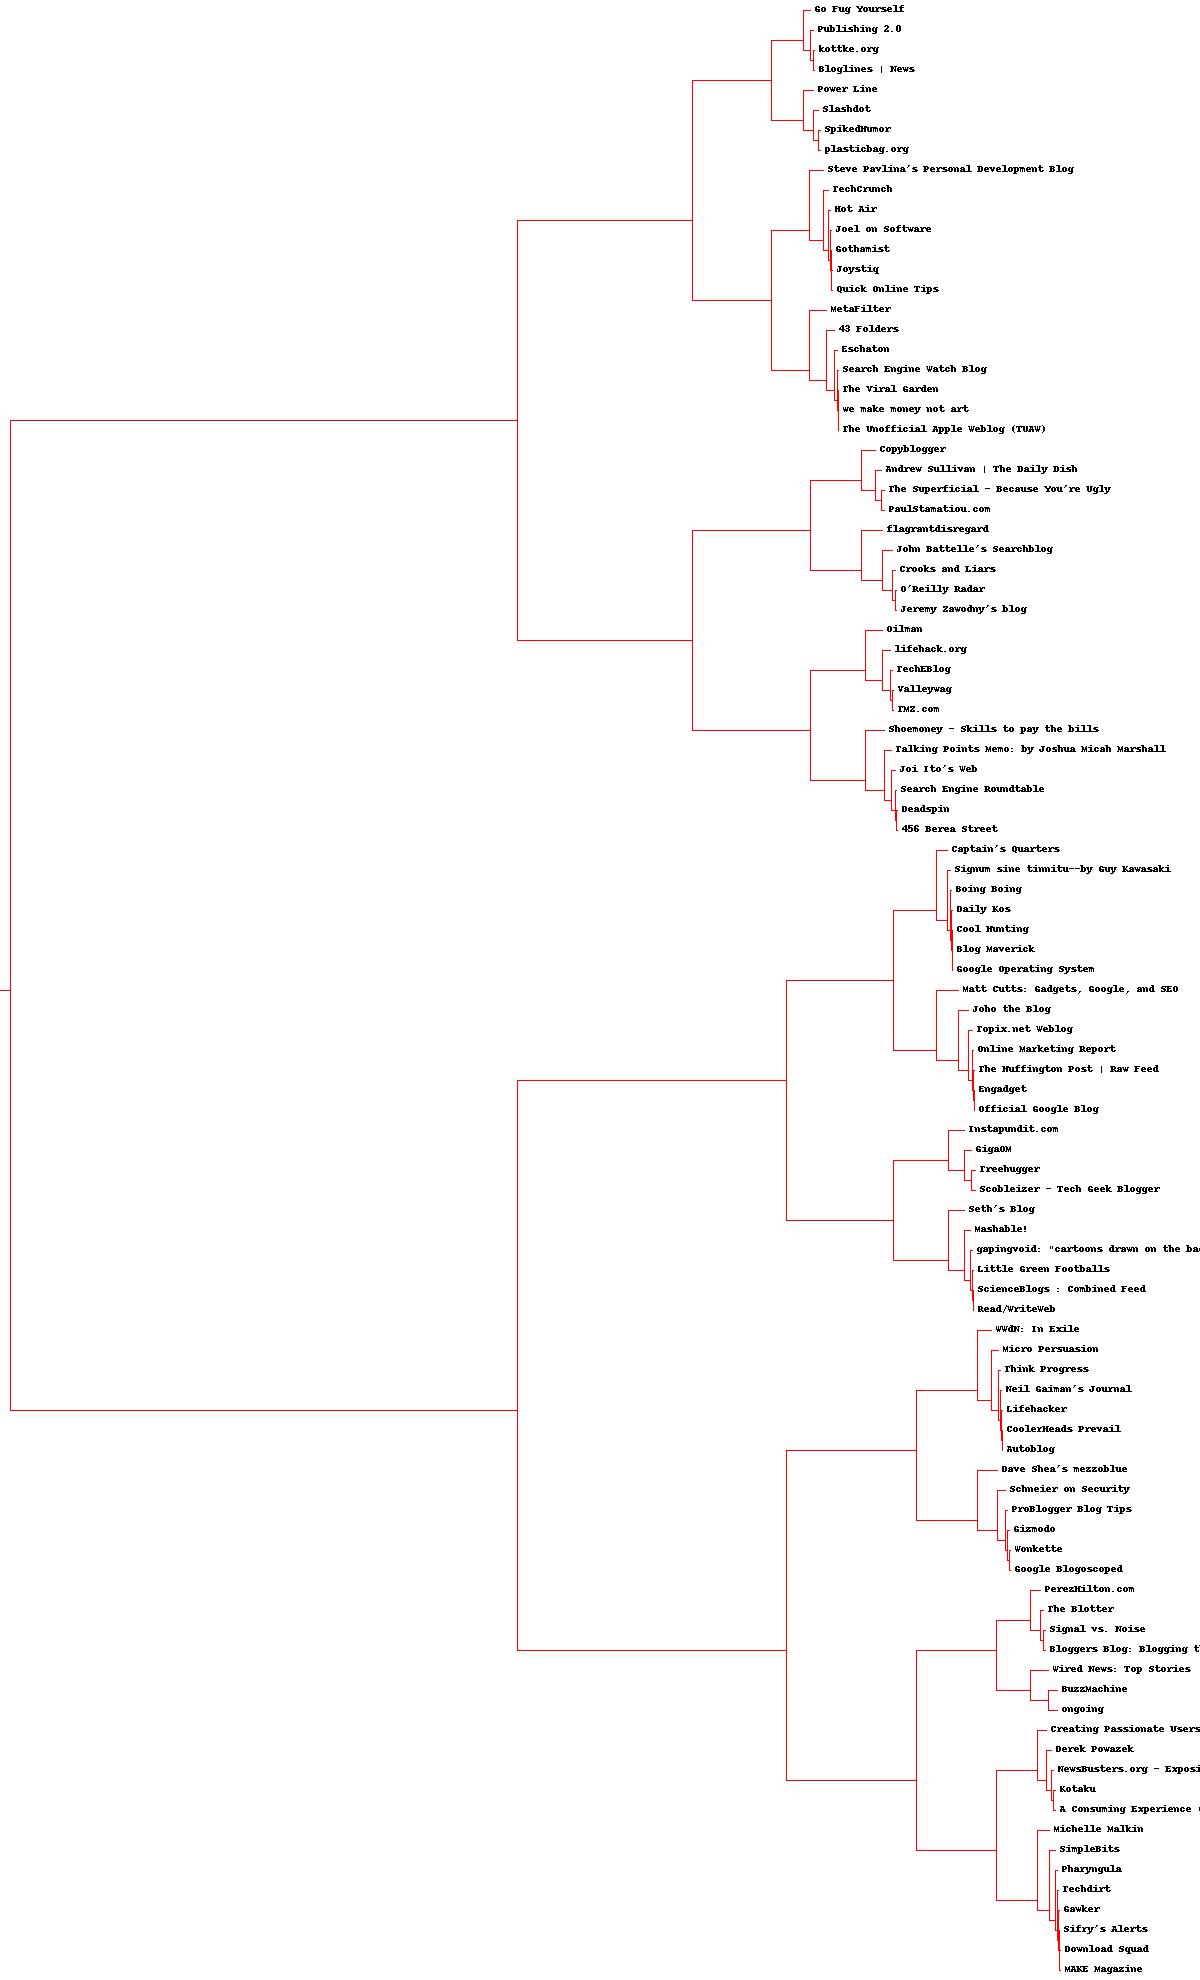 Go Fug Yourself
Publishing 2.0
kottke.org
Bloglines | News
Power Line
Slashdot
SpikedHumor
plasticbag.org
Steve Pavlina's Personal Development Blog
TechCrunch
Hot Air
Joel on Software
Gothamist
Joystiq
Quick Online Tips
MetaFilter
43 Folders
Eschaton
Search Engine Watch Blog
The Viral Garden
we make money not art
The Unofficial Apple Weblog (TUAW)
Copyblogger
Andrew Sullivan | The Daily Dish
The Superficial - Because You're Ugly
PaulStamatiou.com
flagrantdisregard
John Battelle's Searchblog
Crooks and Liars
O'Reilly Radar
Jeremy Zawodny's blog
Oilman
lifehack.org
TechEBlog
Valleywag
TMZ.com
Shoemoney - Skills to pay the bills
Talking Points Memo: by Joshua Micah Marshall
Joi Ito's Web
Search Engine Roundtable
Deadspin
456 Berea Street
Captain's Quarters
Signum sine tinnitu--by Guy Kawasaki
Boing Boing
Daily Kos
Cool Hunting
Blog Maverick
Google Operating System
Matt Cutts: Gadgets, Google, and SEO
Joho the Blog
Topix.net Weblog
Online Marketing Report
The Huffington Post | Raw Feed
Engadget
Official Google Blog
Instapundit.com
GigaOM
Treehugger
Scobleizer - Tech Geek Blogger
Seth's Blog
Mashable!
gapingvoid: "cartoons drawn on the ba
Little Green Footballs
ScienceBlogs : Combined Feed
Read/WriteWeb
WWdN: In Exile
Micro Persuasion
Think Progress
Neil Gaiman's Journal
Lifehacker
CoolerHeads Prevail
Autoblog
Dave Shea's mezzoblue
Schneier on Security
ProBlogger Blog Tips
Gizmodo
Wonkette
Google Blogoscoped
PerezHilton.com
The Blotter
Signal vs. Noise
Bloggers Blog: Blogging t
Wired News: Top Stories
BuzzMachine
ongoing
Creating Passionate Users
Derek Powazek
NewsBusters.org - Exposi
Kotaku
A Consuming Experience
Michelle Malkin
SimpleBits
Pharyngula
Techdirt
Gawker
Sifry's Alerts
Download Squad
MAKE Magazine